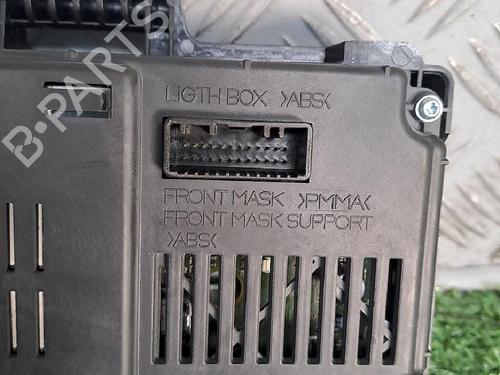 LIGTH BOX >ABS<
FRONT MASK >PMMA<
FRONT MASK SUPPORT
>ABS<
B-PARTS